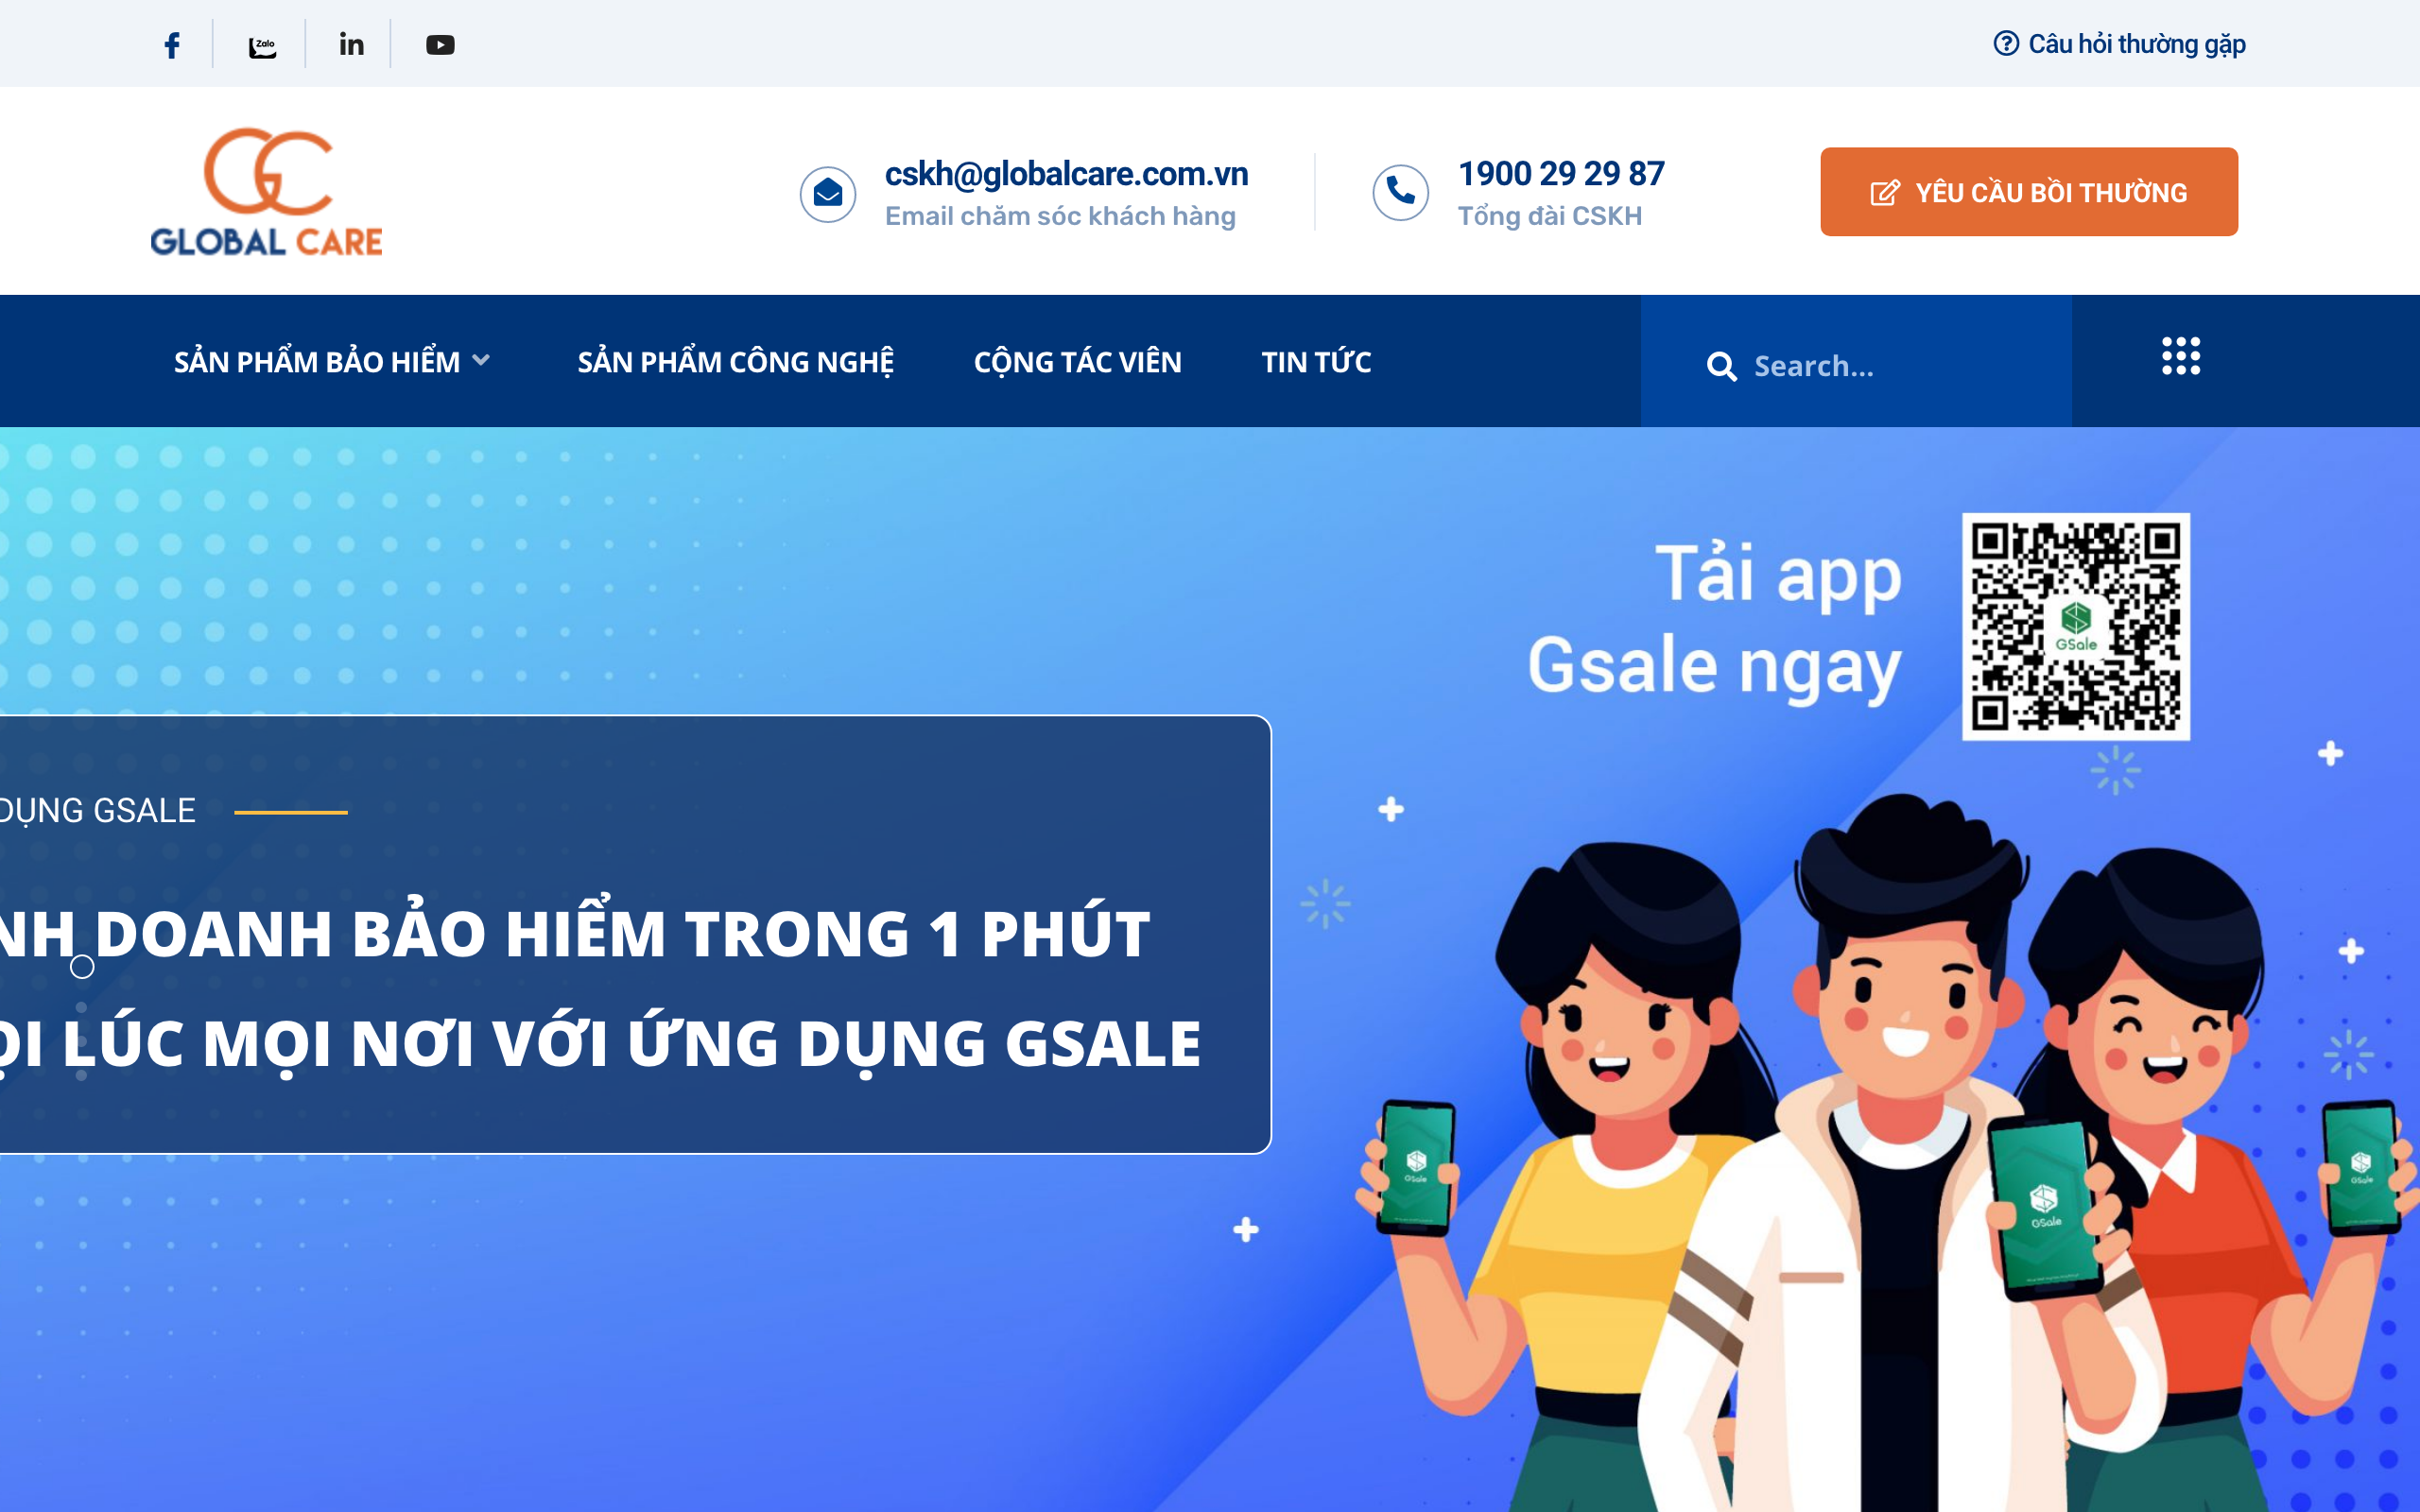 Zalo
Câu hỏi thường gặp
GLOBAL CARE
cskh@globalcare.com.vn
Email chăm sóc khách hàng
1900 29 29 87
Tổng đài CSKH
YÊU CẦU BỒI THƯỜNG
SẢN PHẨM BẢO HIỂM
SẢN PHẨM CÔNG NGHỆ
CỘNG TÁC VIÊN
TIN TỨC
Search...
Tải app
Gsale ngay
GSale
DỤNG GSALE
NH DOANH BẢO HIỂM TRONG 1 PHÚT
ỌI LÚC MỌI NƠI VỚI ỨNG DỤNG GSALE
GSale
GSale
GSale